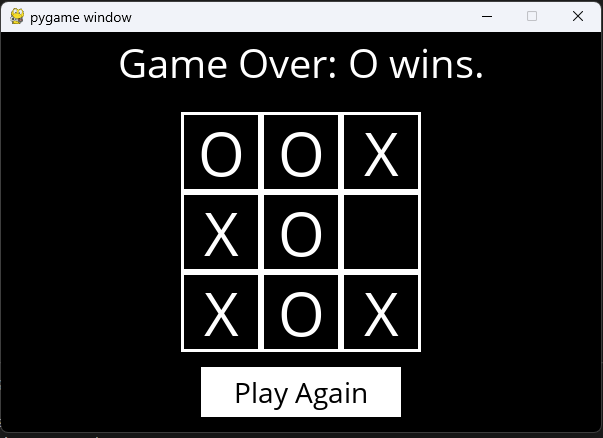 pygame window
Game Over: O wins.
O O X
X O
X O X
Play Again